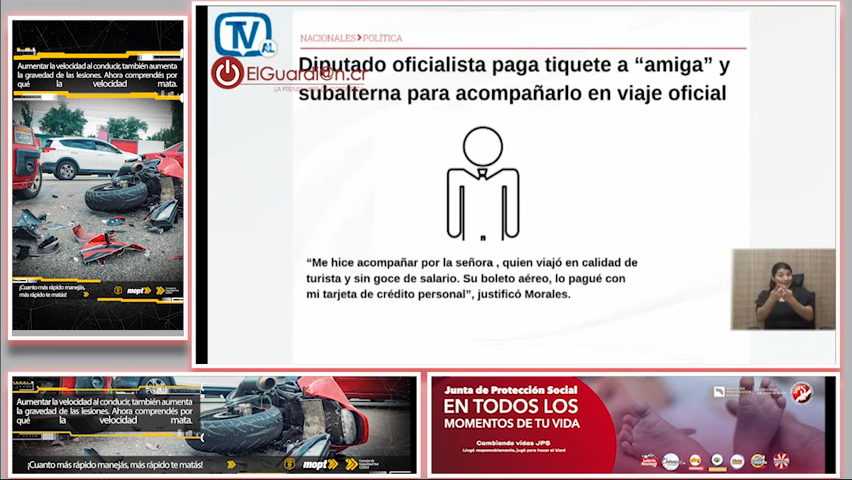 Aumentar la velocidad al conducir, también aumenta
la gravedad de las lesiones. Ahora comprendés por
qué la velocidad mata.
¡Cuanto más rápido manejás,
más rápido te matás!
mopt
TV
AL
ElGuardi@n.cr
NACIONALES>POLÍTICA
Diputado oficialista paga tiquete a “amiga” y
subalterna para acompañarlo en viaje oficial
“Me hice acompañar por la señora , quien viajó en calidad de
turista y sin goce de salario. Su boleto aéreo, lo pagué con
mi tarjeta de crédito personal”, justificó Morales.
Aumentar la velocidad al conducir, también aumenta
la gravedad de las lesiones. Ahora comprendés por
qué la velocidad mata.
¡Cuanto más rápido manejás, más rápido te matás!
mopt
Junta de Protección Social
EN TODOS LOS
MOMENTOS DE TU VIDA
Cambiando vidas JPS